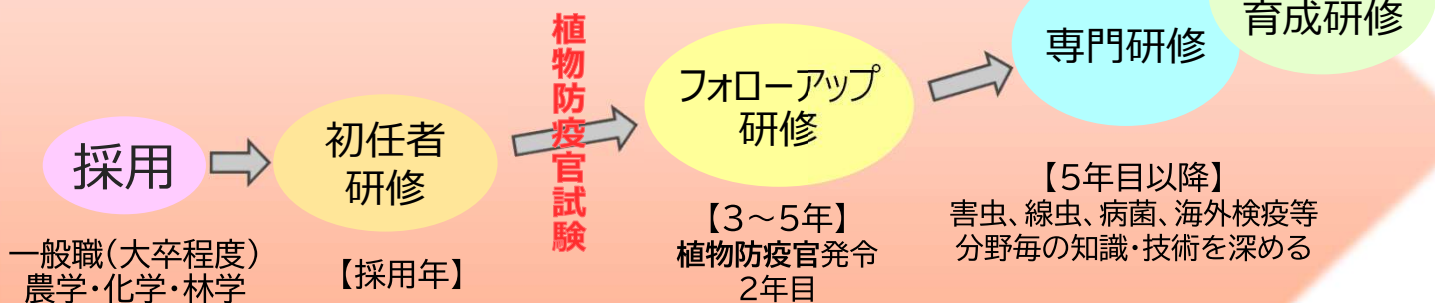 採用
一般職(大卒程度)
農学・化学・林学
初任者
研修
【採用年】
植物防疫官試験
フォローアップ
研修
【3～5年】
植物防疫官発令
2年目
専門研修
【5年目以降】
害虫、線虫、病菌、海外検疫等
分野毎の知識・技術を深める
育成研修